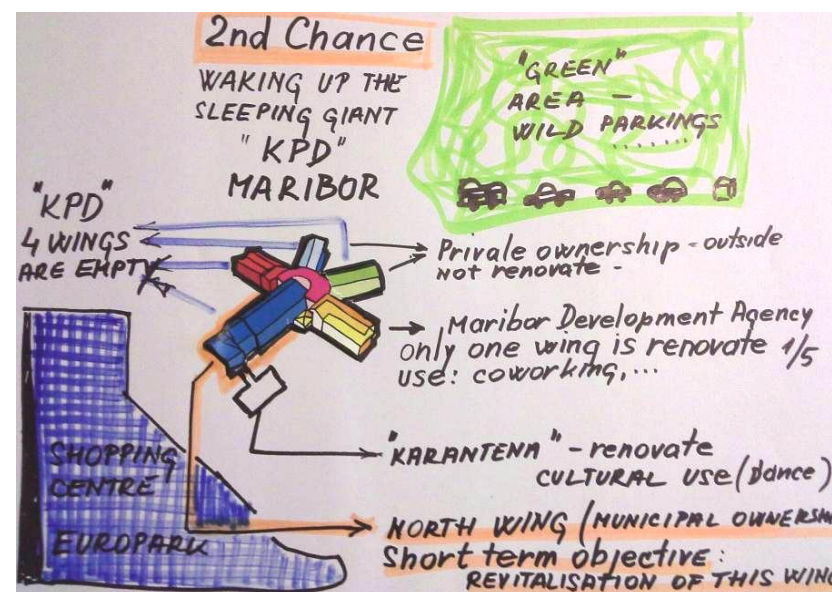 2nd Chance
WAKING UP THE
SLEEPING GIANT
"KPD"
MARIBOR
"GREEN"
AREA -
WILD PARKINGS
.......
"KPD"
4 WINGS
ARE EMPTY
Privale ownership - outside
not renovate -
Maribor Development Agency
only one wing is renovate 1/5
use: coworking,...
"KARANTENA" - renovate
CULTURAL USE (Dance)
SHOPPING
CENTRE
EUROPARK
NORTH WING (MUNICIPAL OWNERSH
Short term objective:
REVITALISATION OF THIS WING